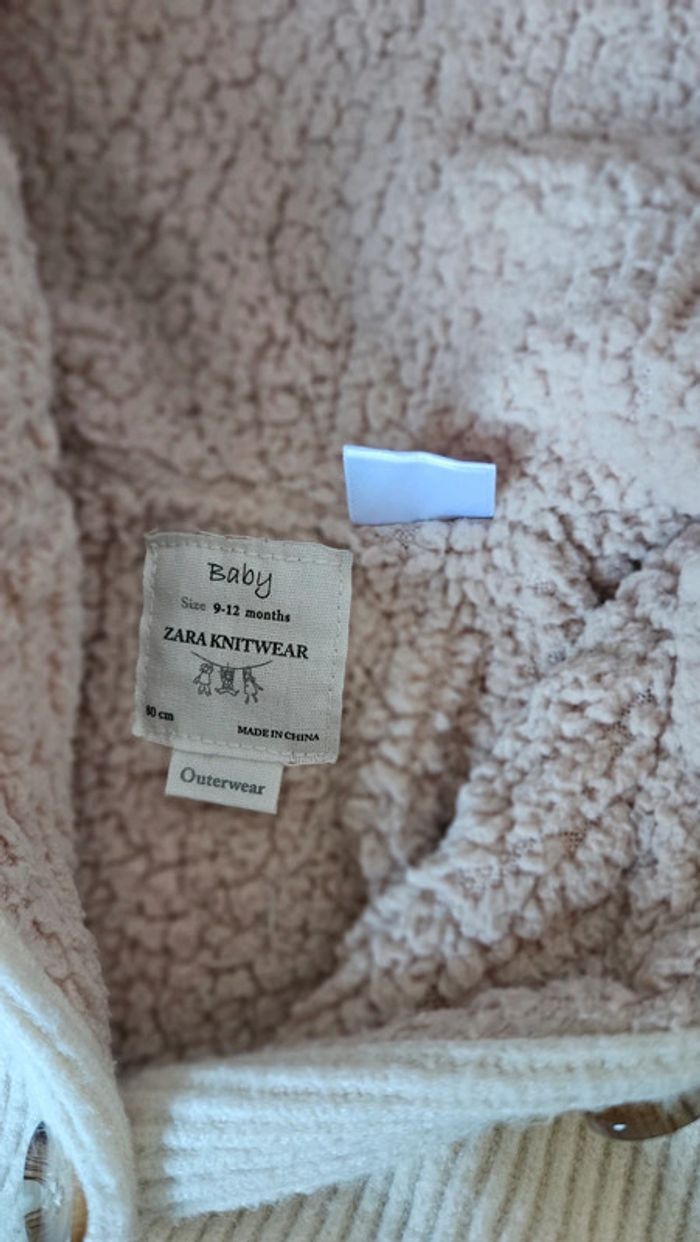 Baby
Size 9-12 months
ZARA KNITWEAR
80 cm
MADE IN CHINA
Outerwear